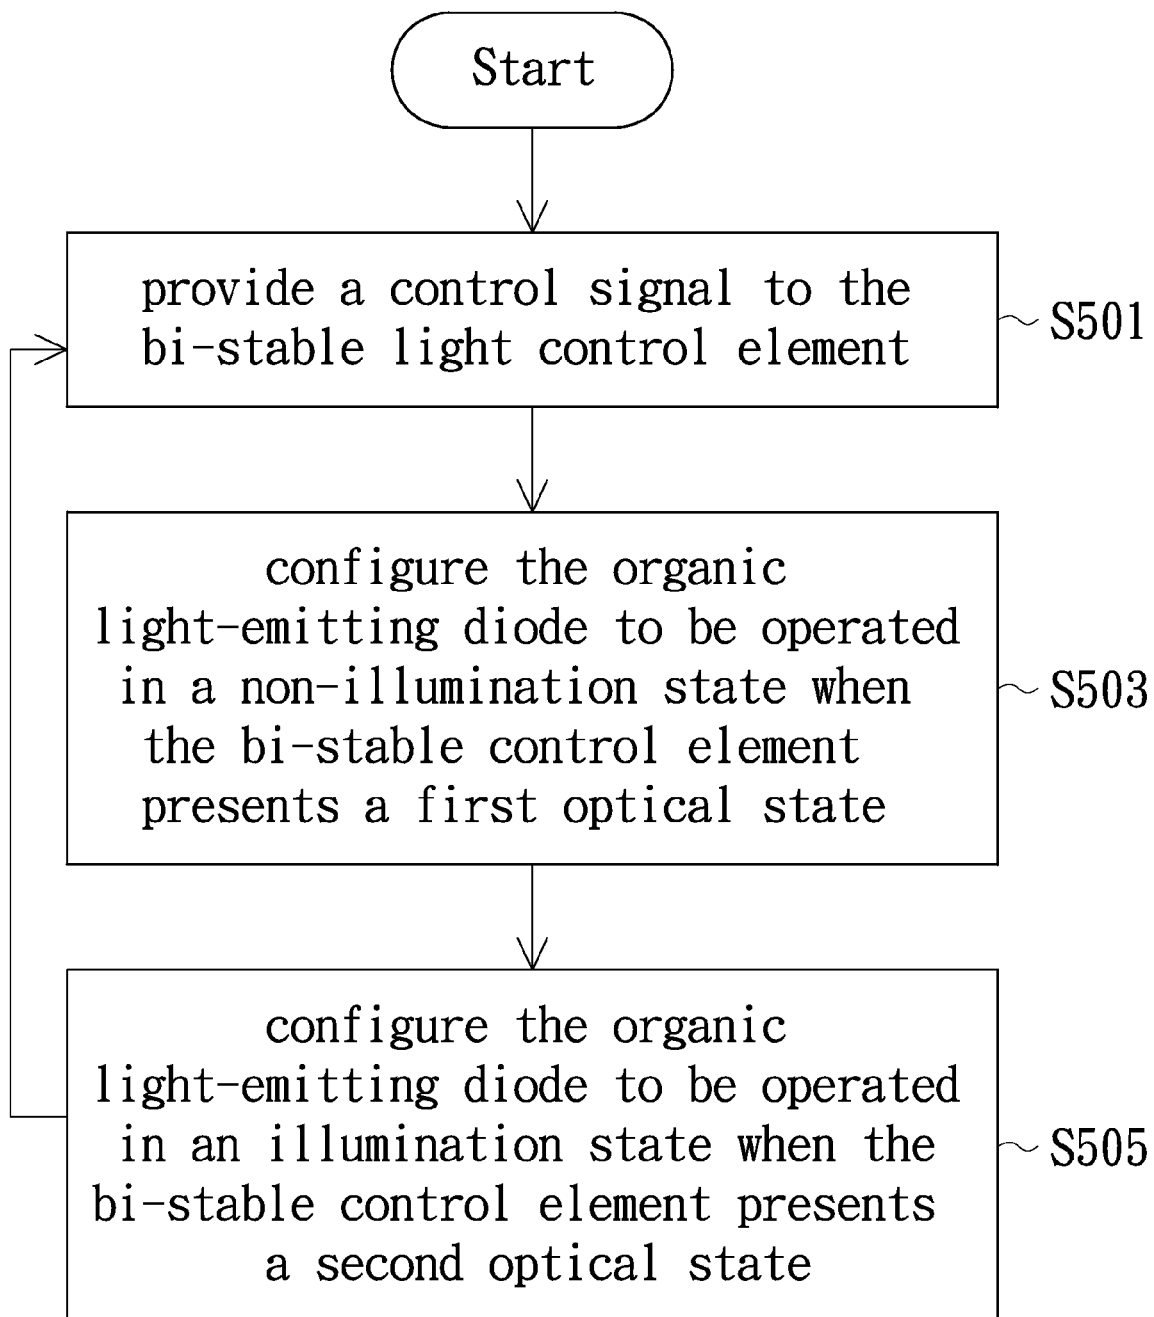 Start
provide a control signal to the
bi-stable light control element
S501
configure the organic
light-emitting diode to be operated
in a non-illumination state when
the bi-stable control element
presents a first optical state
S503
configure the organic
light-emitting diode to be operated
in an illumination state when the
bi-stable control element presents
a second optical state
S505